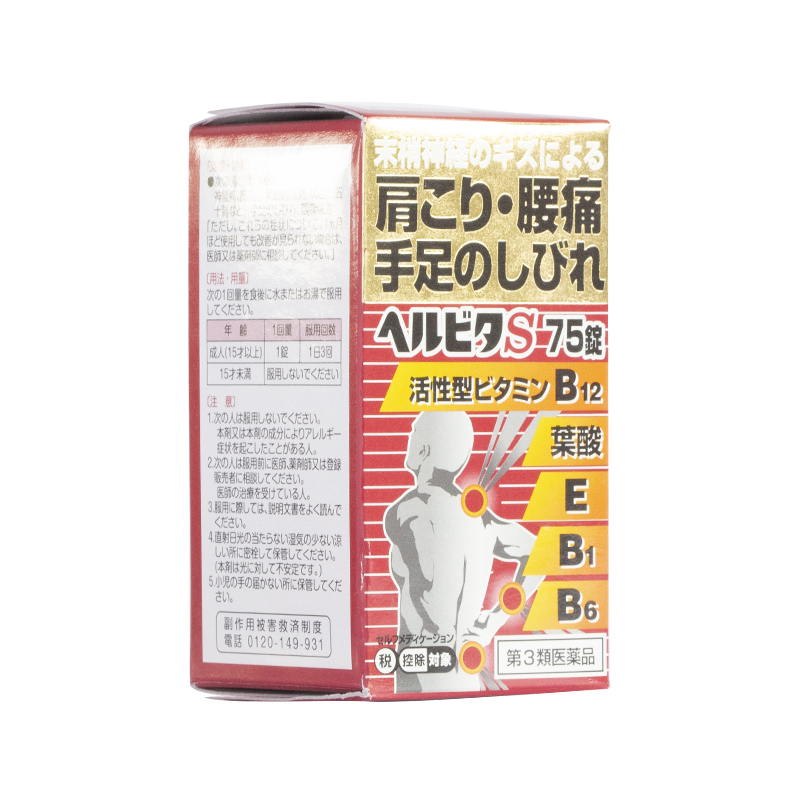 末梢神経のキズによる
肩こり・腰痛
手足のしびれ
ヘルビタS 75錠
活性型ビタミン B12
葉酸
E
B1
B6
セルフメディケーション
税 控除 対象
第3類医薬品
ほど使用しても改善が見られない場合は、
医師又は薬剤師に相談してください。」
〔用法・用量〕
次の1回量を食後に水またはお湯で服用
してください。
年 齢 1回量 服用回数
成人(15才以上) 1錠 1日3回
15才未満 服用しないでください
〔注 意〕
1.次の人は服用しないでください。
本剤又は本剤の成分によりアレルギー
症状を起こしたことがある人。
2.次の人は服用前に医師、薬剤師又は登録
販売者に相談してください。
医師の治療を受けている人。
3.服用に際しては、説明文書をよく読んで
ください。
4.直射日光の当たらない湿気の少ない涼
しい所に密栓して保管してください。
(本剤は光に対して不安定です。)
5.小児の手の届かない所に保管してくだ
さい。
副作用被害救済制度
電話 0120-149-931